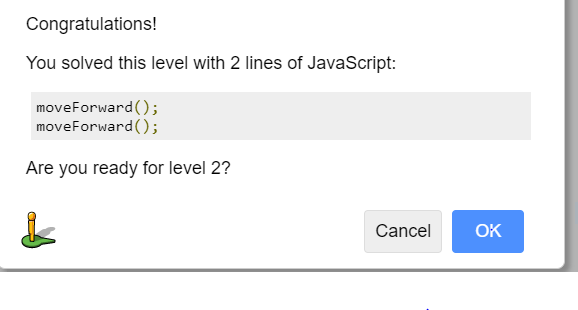 Congratulations!
You solved this level with 2 lines of JavaScript:
moveForward();
moveForward();
Are you ready for level 2?
Cancel
OK